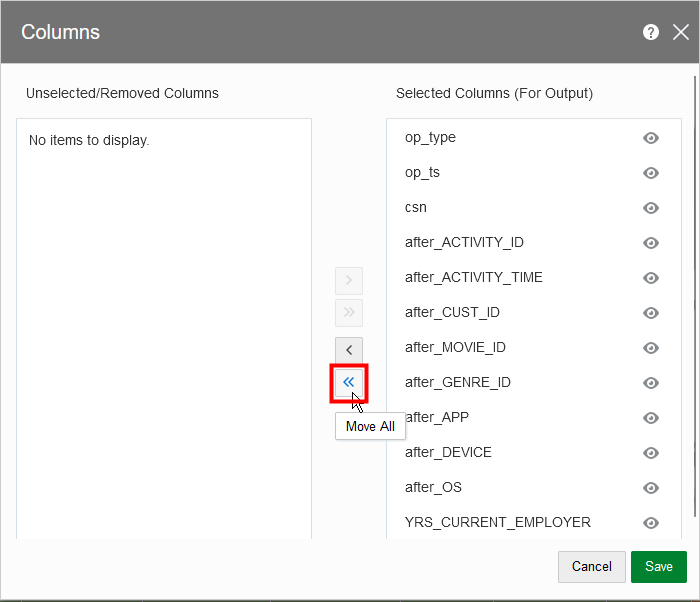 Columns
Unselected/Removed Columns
Selected Columns (For Output)
No items to display.
op_type
op_ts
csn
after_ACTIVITY_ID
after_ACTIVITY_TIME
after_CUST_ID
after_MOVIE_ID
after_GENRE_ID
after_APP
after_DEVICE
after_OS
YRS_CURRENT_EMPLOYER
Move All
Cancel
Save